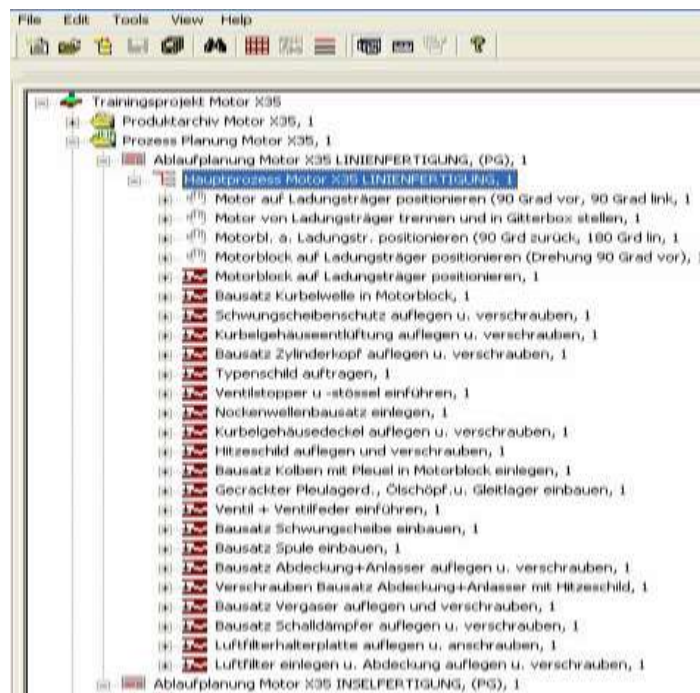 File Edit Tools View Help
Trainingsprojekt Motor X35
Produktarchiv Motor X35, 1
Prozess Planung Motor X35, 1
Ablaufplanung Motor X35 LINIENFERTIGUNG, (PG), 1
Hauptprozess Motor X35 LINIENFERTIGUNG, 1
Motor auf Ladungsträger positionieren (90 Grad vor, 90 Grad link, 1
Motor von Ladungsträger trennen und in Gitterbox stellen, 1
Motorbl. a. Ladungstr. positionieren (90 Grd zurück, 180 Grd lin, 1
Motorblock auf Ladungsträger positionieren (Drehung 90 Grad vor), 1
Motorblock auf Ladungsträger positionieren, 1
Bausatz Kurbelwelle in Motorblock, 1
Schwungscheibenschutz auflegen u. verschrauben, 1
Kurbelgehäuseentlüftung auflegen u. verschrauben, 1
Bausatz Zylinderkopf auflegen u. verschrauben, 1
Typenschild auftragen, 1
Ventilstopper u -stössel einführen, 1
Nockenwellenbausatz einlegen, 1
Kurbelgehäusedeckel auflegen u. verschrauben, 1
Hitzeschild auflegen und verschrauben, 1
Bausatz Kolben mit Pleuel in Motorblock einlegen, 1
Gecrackter Pleulagerd., Ölschöpf.u. Gleitlager einbauen, 1
Ventil + Ventilfeder einführen, 1
Bausatz Schwungscheibe einbauen, 1
Bausatz Spule einbauen, 1
Bausatz Abdeckung+Anlasser auflegen u. verschrauben, 1
Verschrauben Bausatz Abdeckung+Anlasser mit Hitzeschild, 1
Bausatz Vergaser auflegen und verschrauben, 1
Bausatz Schalldämpfer auflegen u. verschrauben, 1
Luftfilterhalterplatte auflegen u. anschrauben, 1
Luftfilter einlegen u. Abdeckung auflegen u. verschrauben, 1
Ablaufplanung Motor X35 INSELFERTIGUNG, (PG), 1